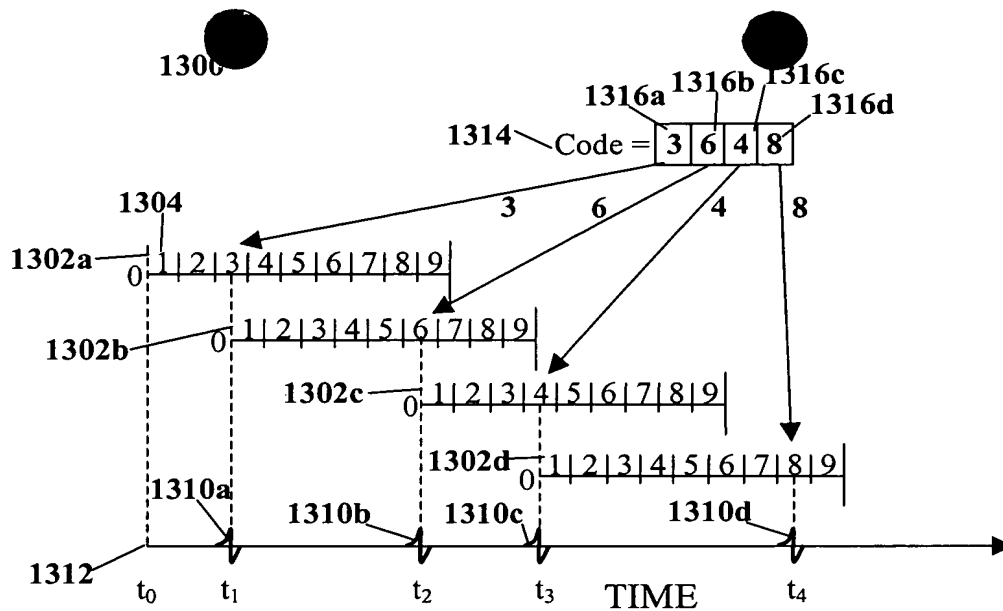 1300
1316b 1316c
1316a 1316d
1314 Code = 3 6 4 8
1304 3 6 4 8
1302a 0 1 2 3 4 5 6 7 8 9
1302b 0 1 2 3 4 5 6 7 8 9
1302c 0 1 2 3 4 5 6 7 8 9
1302d 0 1 2 3 4 5 6 7 8 9
1310a 1310b 1310c 1310d
1312 t0 t1 t2 t3 TIME t4